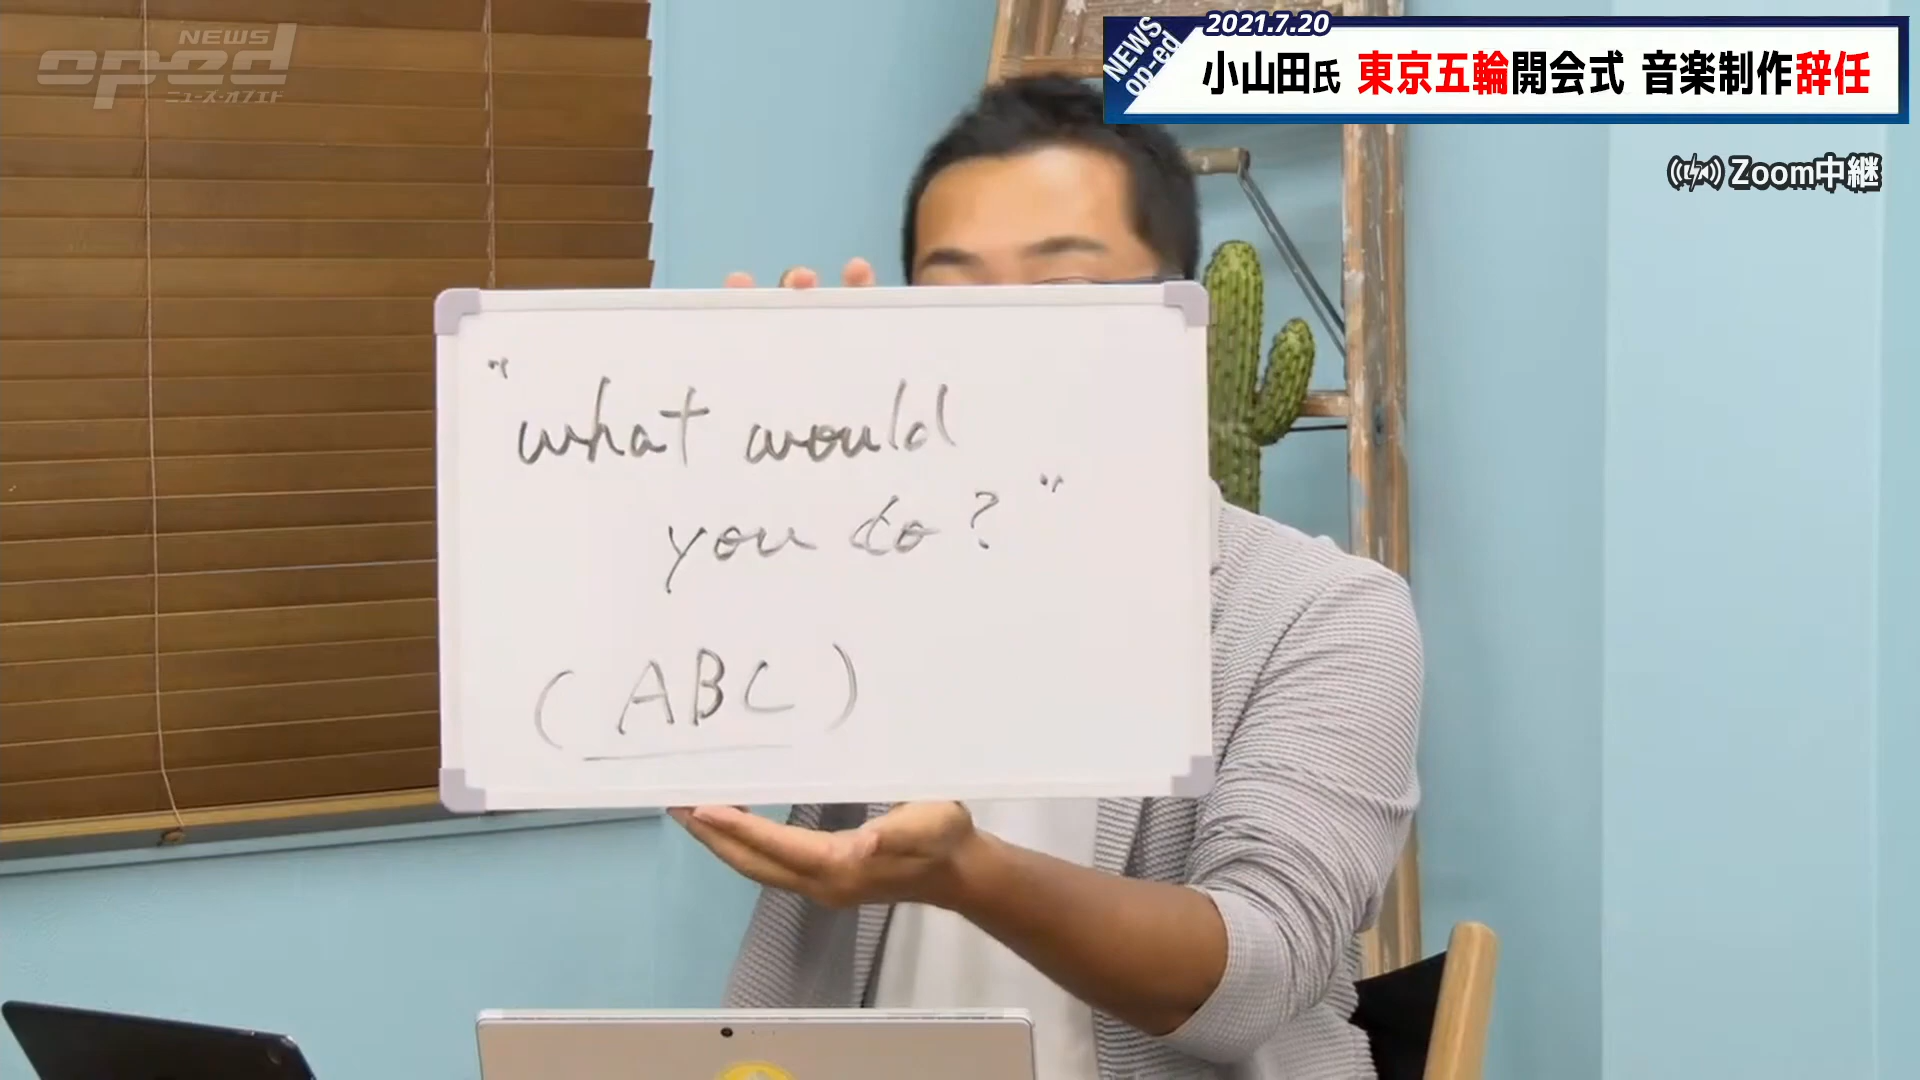 NEWS
oped
ニュース・オプエド
2021.7.20
NEWS
op-ed
小山田氏 東京五輪開会式 音楽制作辞任
Zoom中継
"what would
you do?"
(ABC)